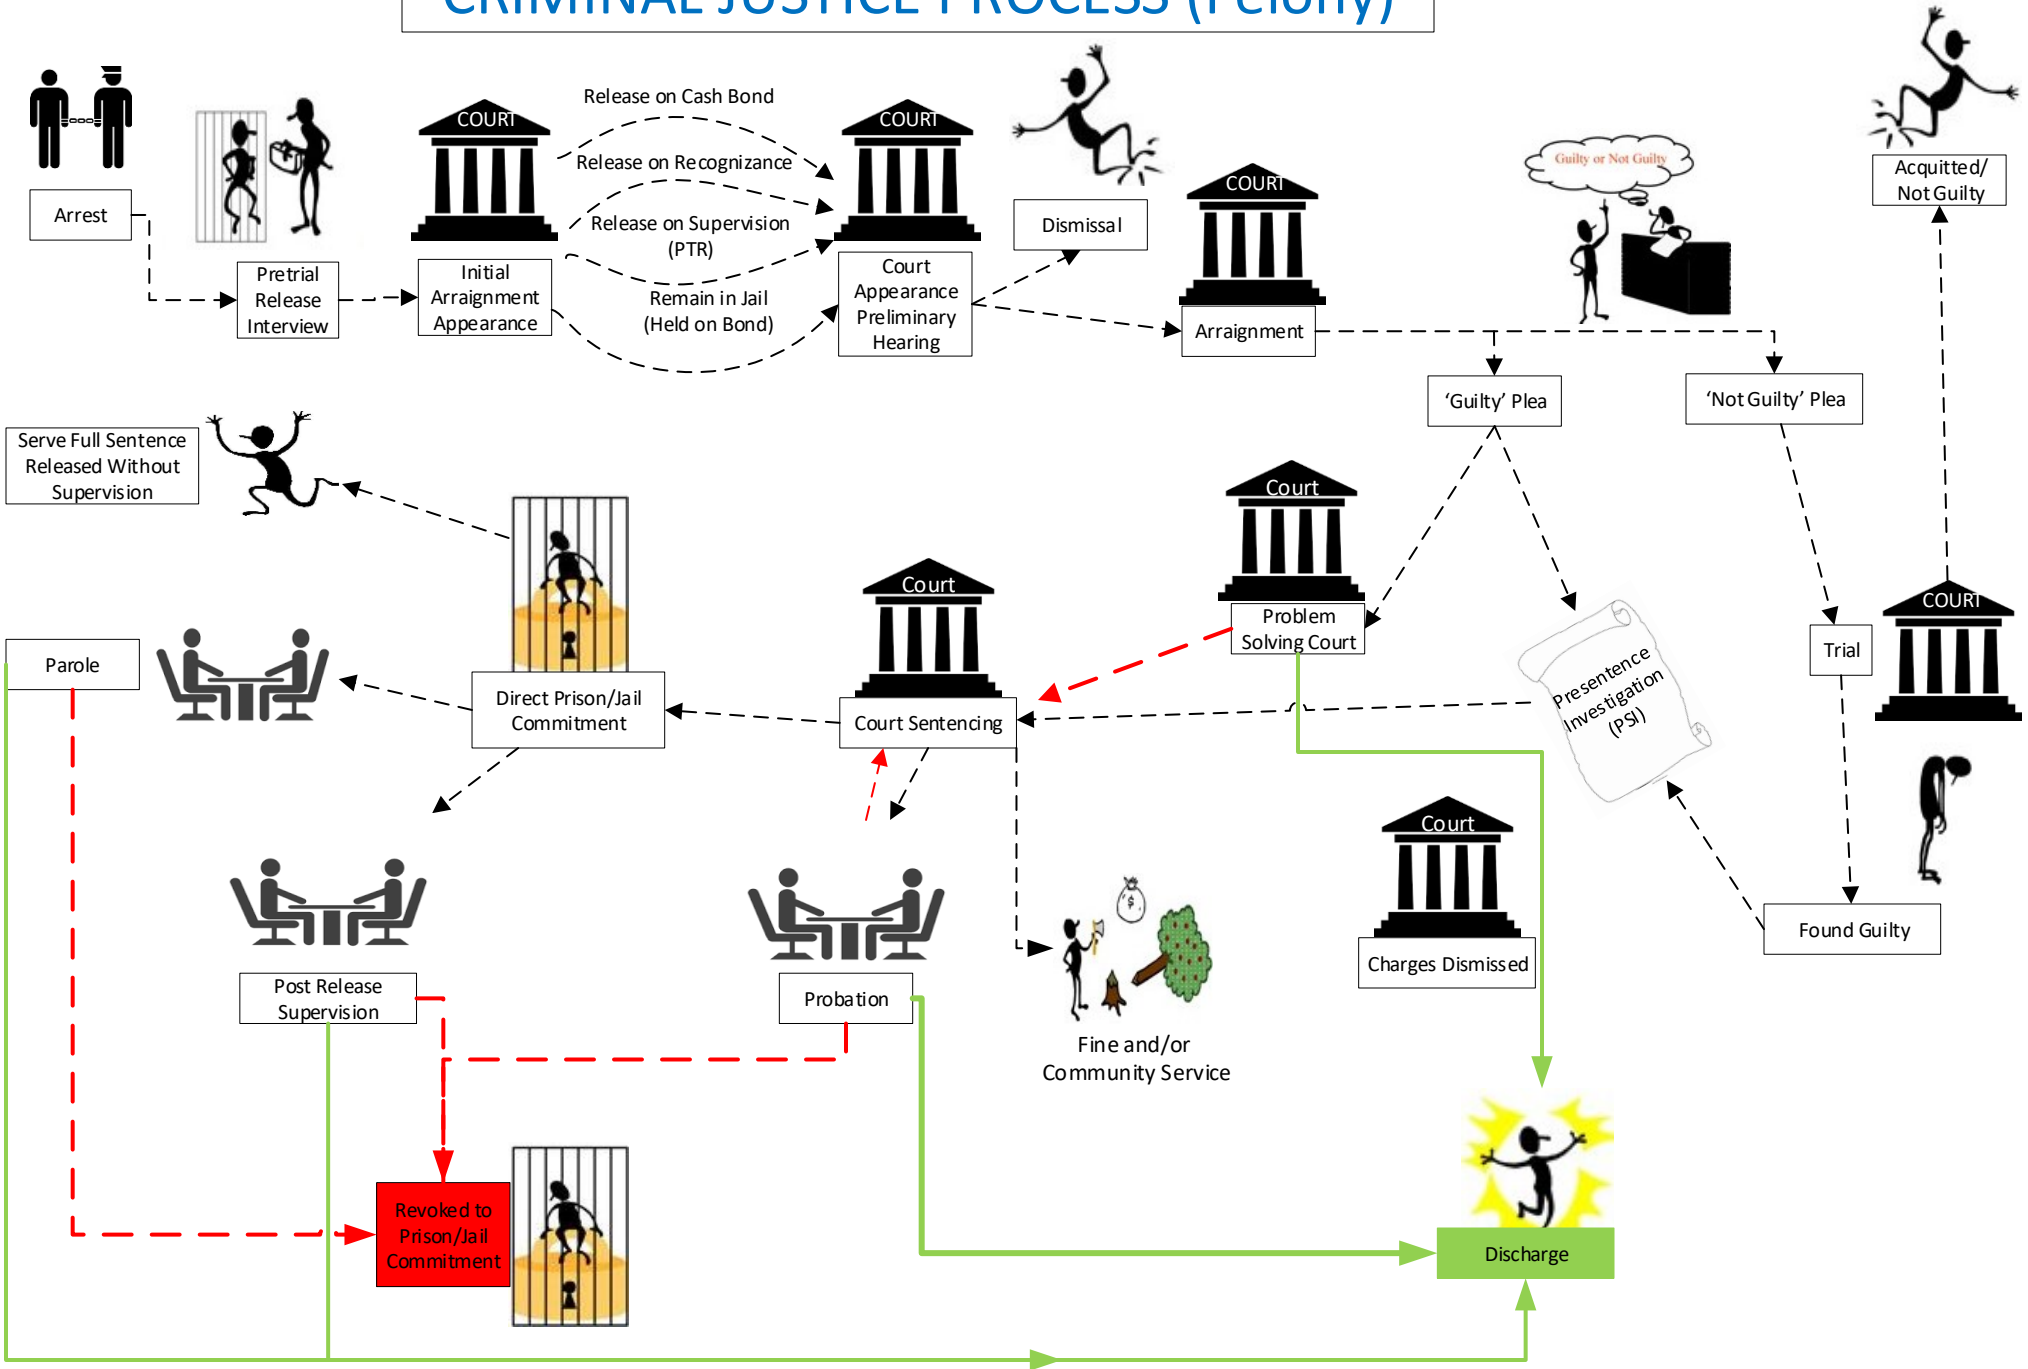 CRIMINAL JUSTICE PROCESS (Felony)
COURT
Release on Cash Bond
COURT
Release on Recognizance
Release on Supervision
(PTR)
Remain in Jail
(Held on Bond)
Arrest
Pretrial
Release
Interview
Initial
Arraignment
Appearance
Court
Appearance
Preliminary
Hearing
Dismissal
COURT
Arraignment
Guilty or Not Guilty
Acquitted/
Not Guilty
‘Guilty’ Plea
‘Not Guilty’ Plea
Serve Full Sentence
Released Without
Supervision
Court
Problem
Solving Court
Court
Court Sentencing
Direct Prison/Jail
Commitment
Parole
Presentence
Investigation
(PSI)
Trial
COURT
Found Guilty
Court
Charges Dismissed
$
Fine and/or
Community Service
Probation
Post Release
Supervision
Revoked to
Prison/Jail
Commitment
Discharge